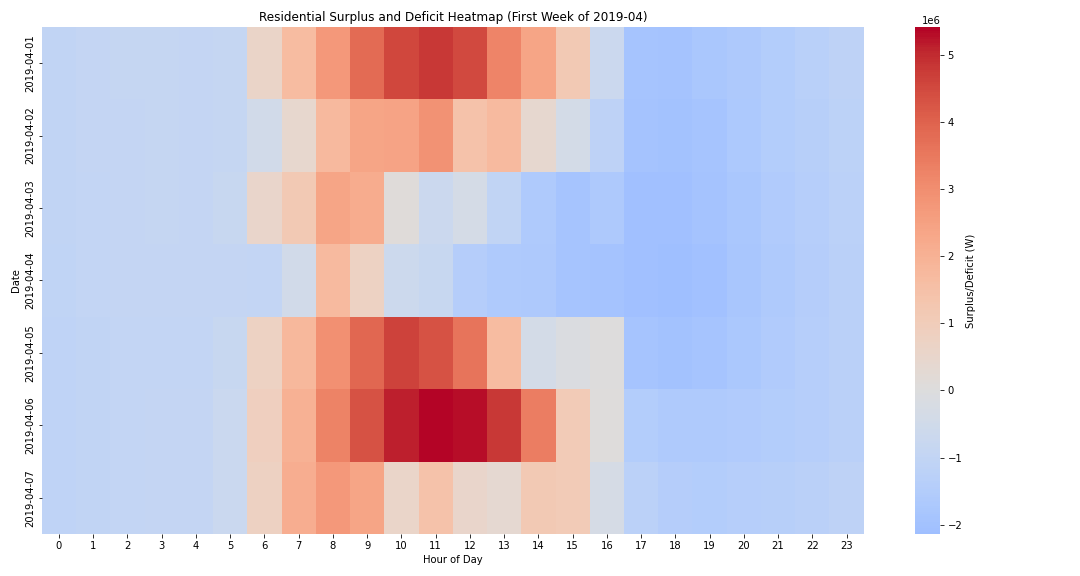 Residential Surplus and Deficit Heatmap (First Week of 2019-04)
1e6
Date
2019-04-01
2019-04-02
2019-04-03
2019-04-04
2019-04-05
2019-04-06
2019-04-07
0 1 2 3 4 5 6 7 8 9 10 11 12 13 14 15 16 17 18 19 20 21 22 23
Hour of Day
5
4
3
2
1
0
−1
−2
Surplus/Deficit (W)